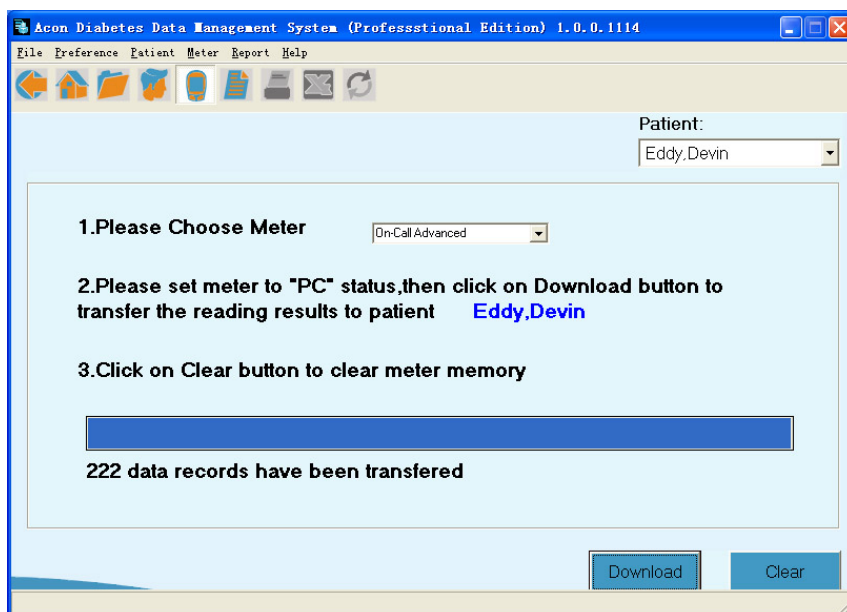 Acon Diabetes Data Management System (Professstional Edition) 1.0.0.1114
File Preference Patient Meter Report Help
Patient:
Eddy,Devin
1.Please Choose Meter On-Call Advanced
2.Please set meter to "PC" status,then click on Download button to
transfer the reading results to patient Eddy,Devin
3.Click on Clear button to clear meter memory
222 data records have been transfered
Download Clear